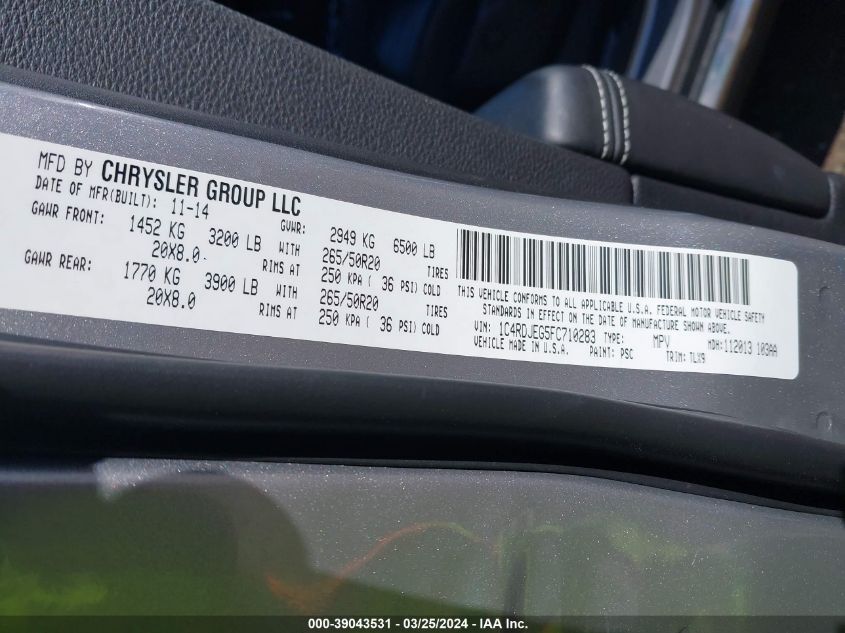 MFD BY CHRYSLER GROUP LLC
DATE OF MFR(BUILT): 11-14 GVWR: 2949 KG 6500 LB
GAWR FRONT: 1452 KG 3200 LB WITH 265/50R20 TIRES
20X8.0 RIMS AT 250 KPA ( 36 PSI) COLD
GAWR REAR: 1770 KG 3900 LB WITH 265/50R20 TIRES
20X8.0 RIMS AT 250 KPA ( 36 PSI) COLD
THIS VEHICLE CONFORMS TO ALL APPLICABLE U.S.A. FEDERAL MOTOR VEHICLE SAFETY
STANDARDS IN EFFECT ON THE DATE OF MANUFACTURE SHOWN ABOVE.
VIN: 1C4RDJEG5FC710283 TYPE: MPV MDH:112013 103AA
VEHICLE MADE IN U.S.A. PAINT: PSC TRIM: TLX9
000-39043531 - 03/25/2024 - IAA Inc.